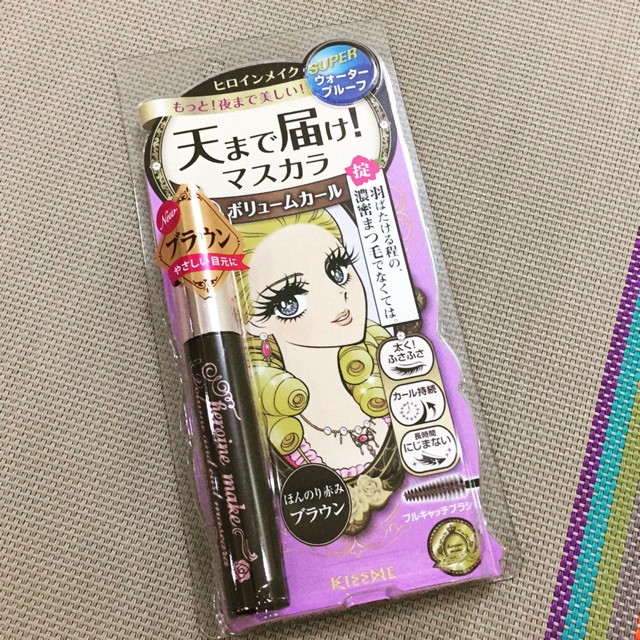 ヒロインメイク
SUPER
ウォーター
プルーフ
もっと!夜まで美しい!
天まで届け!
マスカラ
ボリュームカール
掟
羽ばたける程の、
濃密まつ毛でなくては。
New
ブラウン
やさしい目元に
太く!
ふさふさ
カール持続
長時間
にじまない
フルキャッチブラシ
ほんのり赤み
ブラウン
heroine make
KISSME